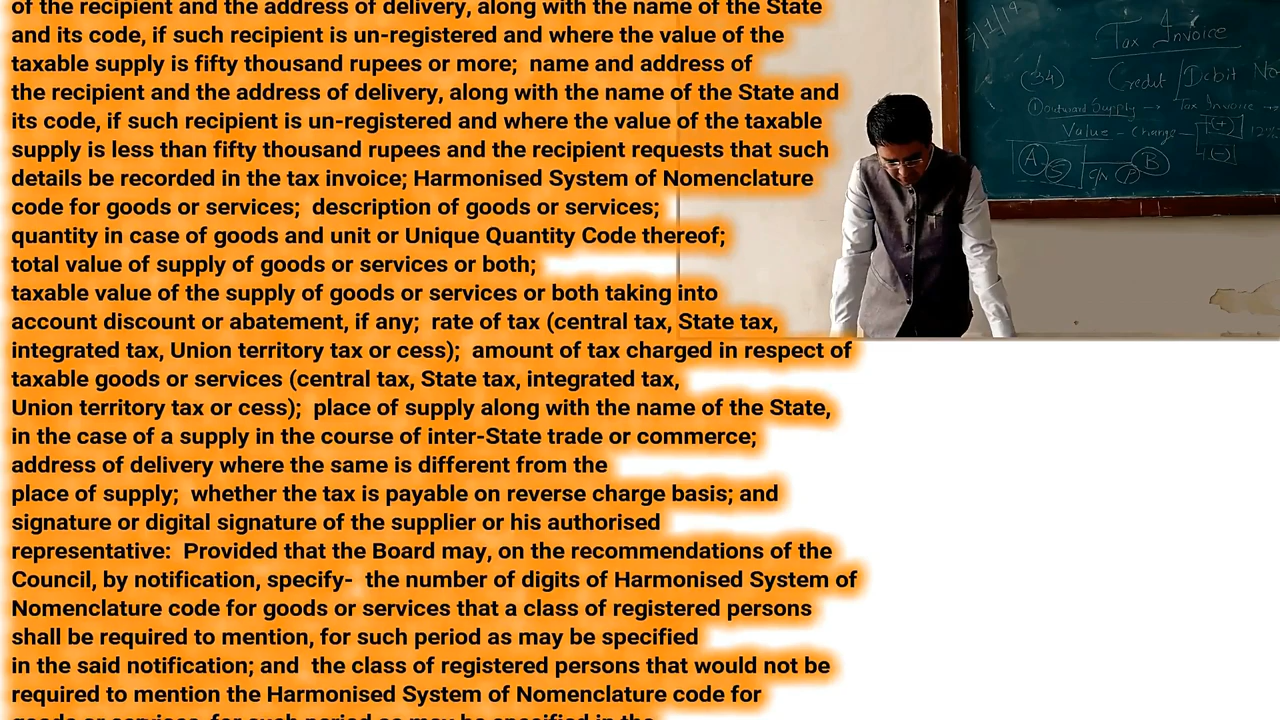 of the recipient and the address of delivery, along with the name of the State
and its code, if such recipient is un-registered and where the value of the
taxable supply is fifty thousand rupees or more;  name and address of
the recipient and the address of delivery, along with the name of the State and
its code, if such recipient is un-registered and where the value of the taxable
supply is less than fifty thousand rupees and the recipient requests that such
details be recorded in the tax invoice; Harmonised System of Nomenclature
code for goods or services;  description of goods or services;
quantity in case of goods and unit or Unique Quantity Code thereof;
total value of supply of goods or services or both;
taxable value of the supply of goods or services or both taking into
account discount or abatement, if any;  rate of tax (central tax, State tax,
integrated tax, Union territory tax or cess);  amount of tax charged in respect of
taxable goods or services (central tax, State tax, integrated tax,
Union territory tax or cess);  place of supply along with the name of the State,
in the case of a supply in the course of inter-State trade or commerce;
address of delivery where the same is different from the
place of supply;  whether the tax is payable on reverse charge basis; and
signature or digital signature of the supplier or his authorised
representative:  Provided that the Board may, on the recommendations of the
Council, by notification, specify-  the number of digits of Harmonised System of
Nomenclature code for goods or services that a class of registered persons
shall be required to mention, for such period as may be specified
in the said notification; and  the class of registered persons that would not be
required to mention the Harmonised System of Nomenclature code for
goods or services, for such period as may be specified in the
Tax Invoice
(34) Credit / Debit No
① Outward Supply → Tax Invoice →
Value - Change (+) 12%
(-)
A B